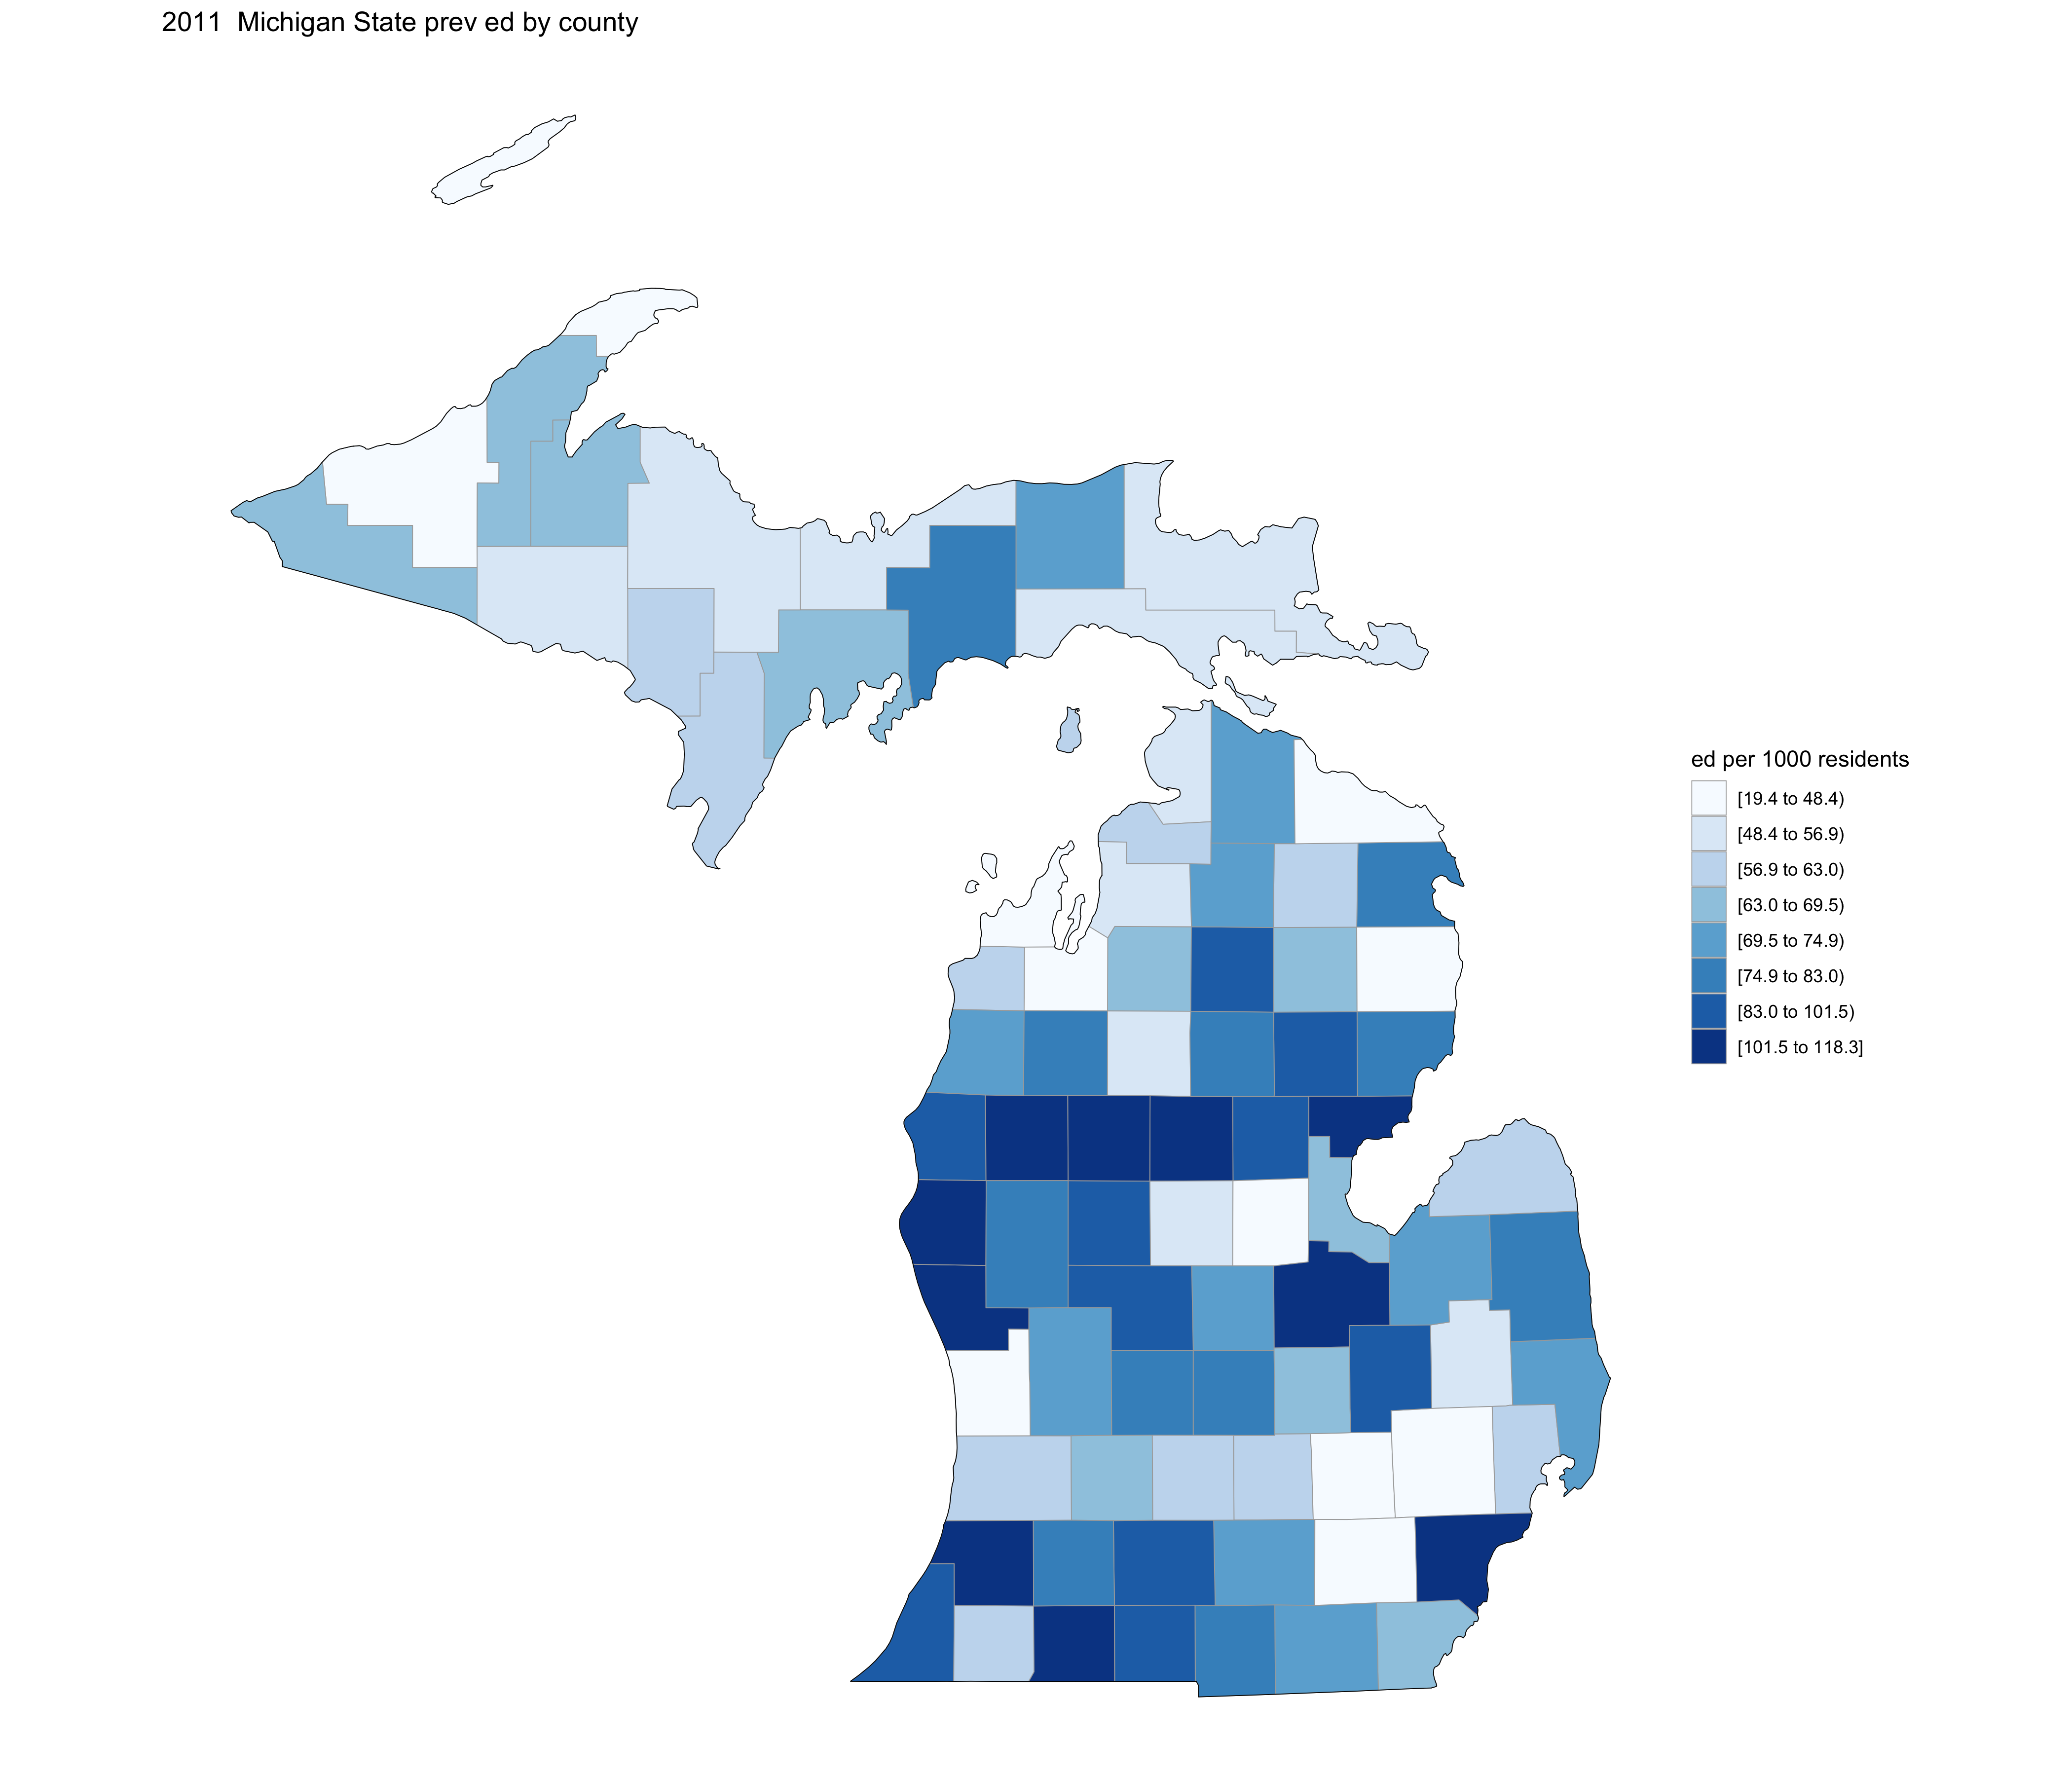 2011  Michigan State prev ed by county
ed per 1000 residents
[19.4 to 48.4)
[48.4 to 56.9)
[56.9 to 63.0)
[63.0 to 69.5)
[69.5 to 74.9)
[74.9 to 83.0)
[83.0 to 101.5)
[101.5 to 118.3]